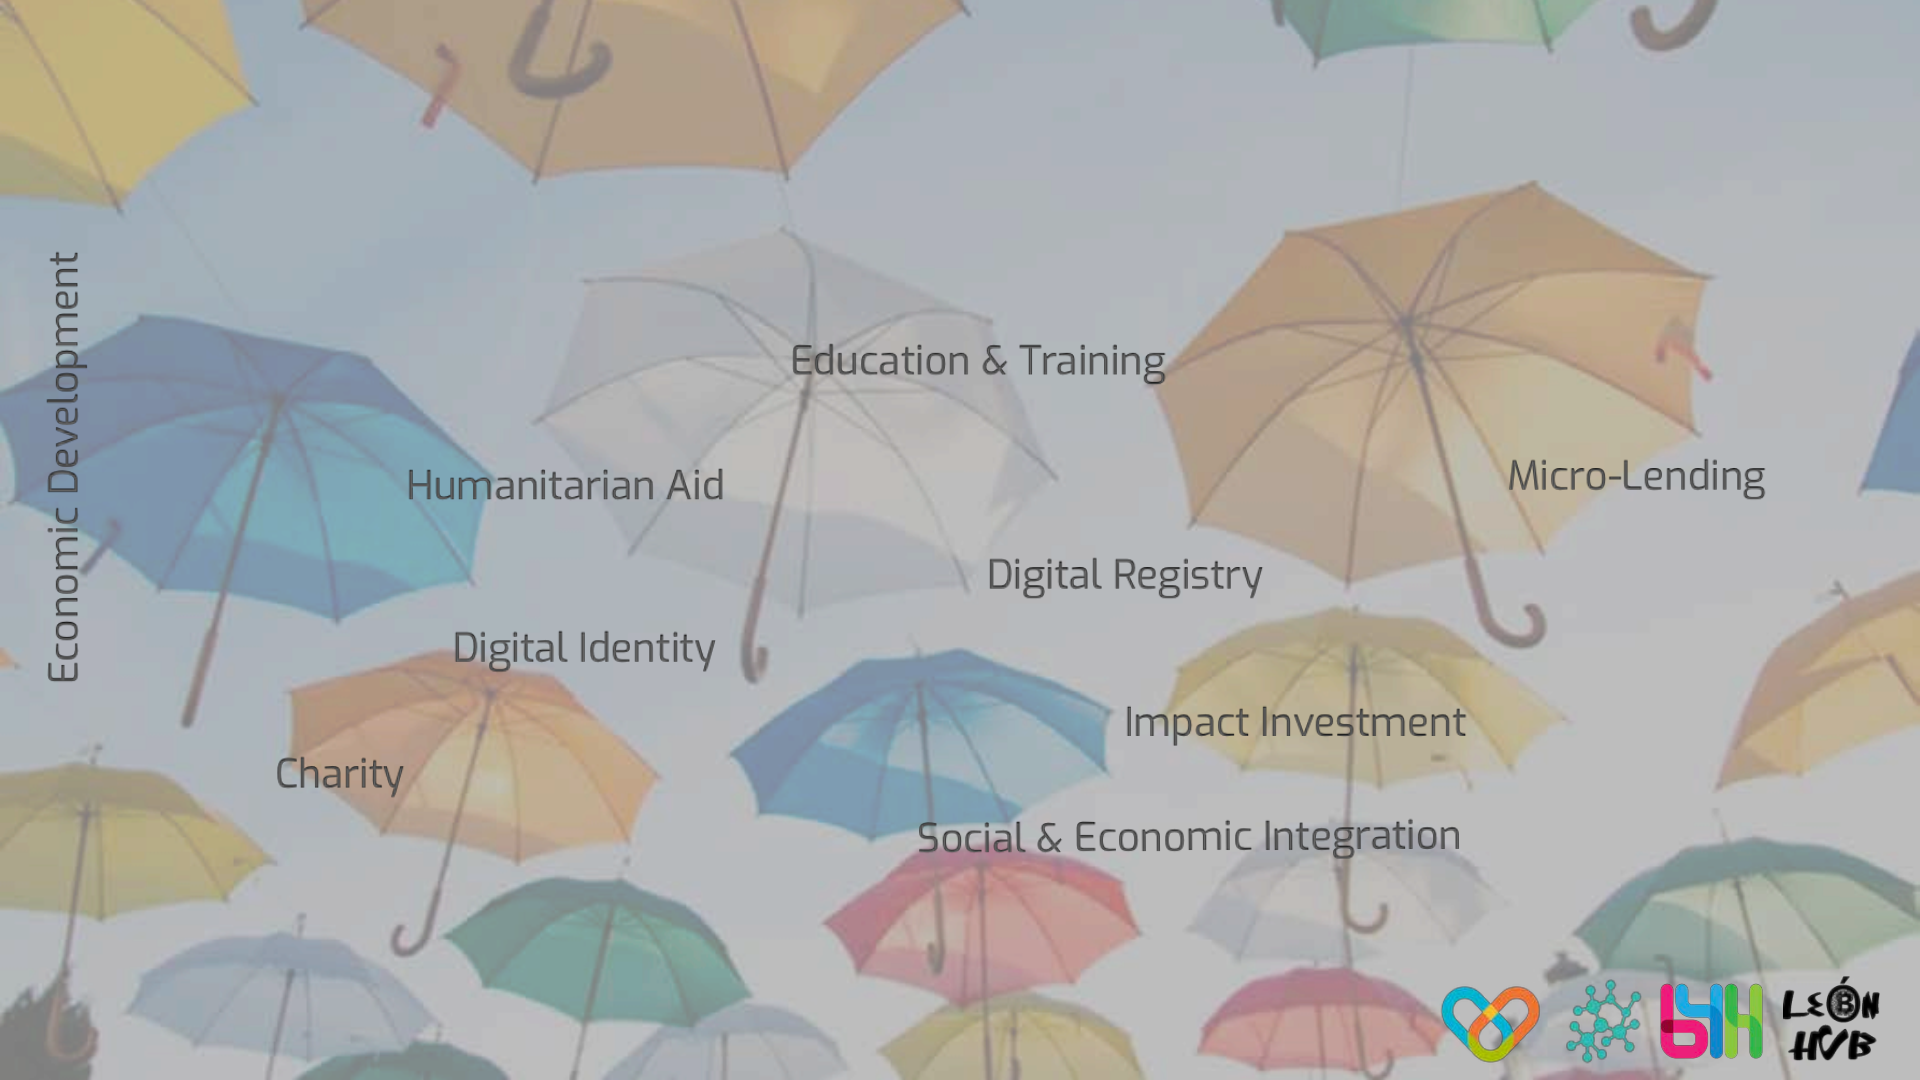 Economic Development
Education & Training
Humanitarian Aid
Micro-Lending
Digital Registry
Digital Identity
Impact Investment
Charity
Social & Economic Integration
LEÓN
HUB